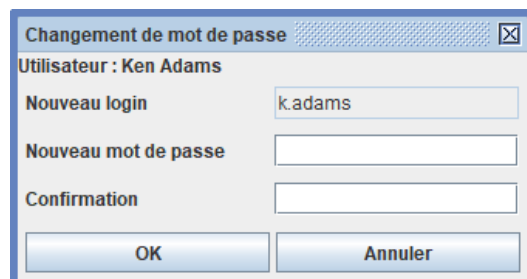 Changement de mot de passe
Utilisateur : Ken Adams
Nouveau login k.adams
Nouveau mot de passe
Confirmation
OK Annuler